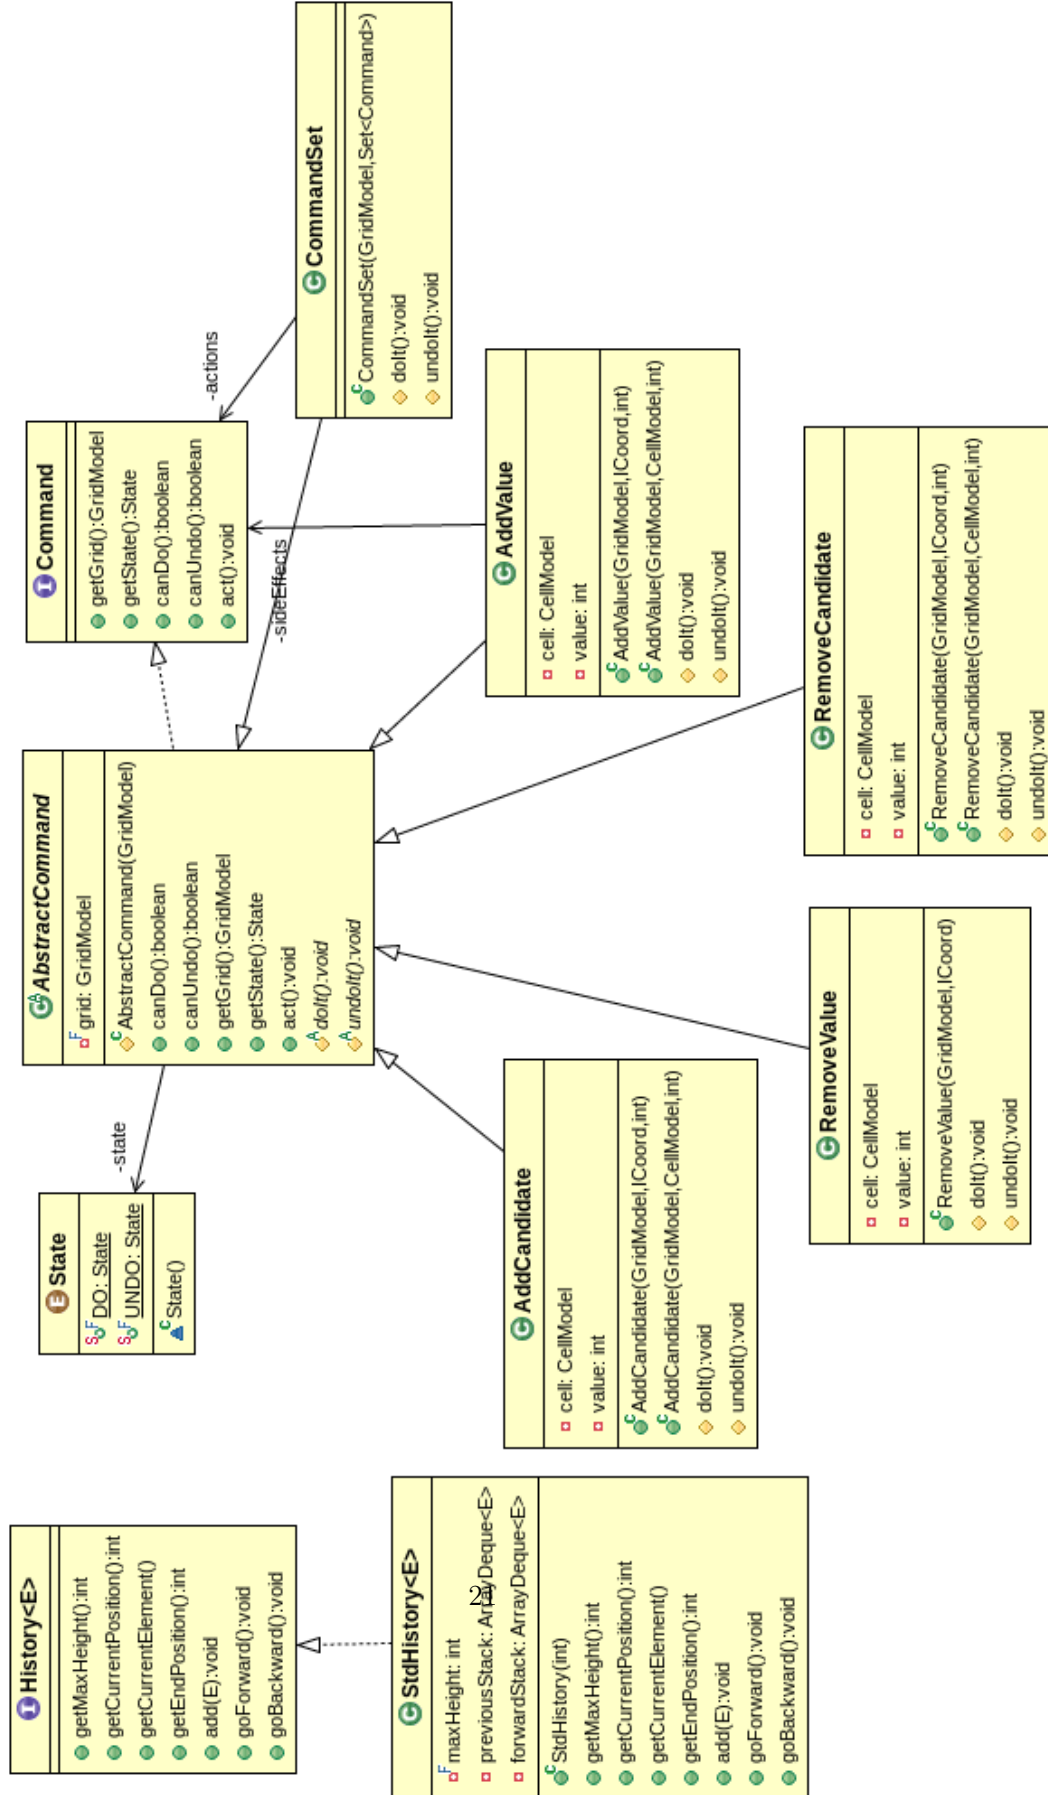 History<E>
getMaxHeight():int
getCurrentPosition():int
getCurrentElement()
getEndPosition():int
add(E):void
goForward():void
goBackward():void
StdHistory<E>
maxHeight: int
previousStack: ArrayDeque<E>
forwardStack: ArrayDeque<E>
StdHistory(int)
getMaxHeight():int
getCurrentPosition():int
getCurrentElement()
getEndPosition():int
add(E):void
goForward():void
goBackward():void
State
DO: State
UNDO: State
State()
-state
AbstractCommand
grid: GridModel
AbstractCommand(GridModel)
canDo():boolean
canUndo():boolean
getGrid():GridModel
getState():State
act():void
doIt():void
undoIt():void
Command
getGrid():GridModel
getState():State
canDo():boolean
canUndo():boolean
act():void
-actions
-sideEffects
CommandSet
CommandSet(GridModel,Set<Command>)
doIt():void
undoIt():void
AddCandidate
cell: CellModel
value: int
AddCandidate(GridModel,ICoord,int)
AddCandidate(GridModel,CellModel,int)
doIt():void
undoIt():void
AddValue
cell: CellModel
value: int
AddValue(GridModel,ICoord,int)
AddValue(GridModel,CellModel,int)
doIt():void
undoIt():void
RemoveValue
cell: CellModel
value: int
RemoveValue(GridModel,ICoord)
doIt():void
undoIt():void
RemoveCandidate
cell: CellModel
value: int
RemoveCandidate(GridModel,ICoord,int)
RemoveCandidate(GridModel,CellModel,int)
doIt():void
undoIt():void